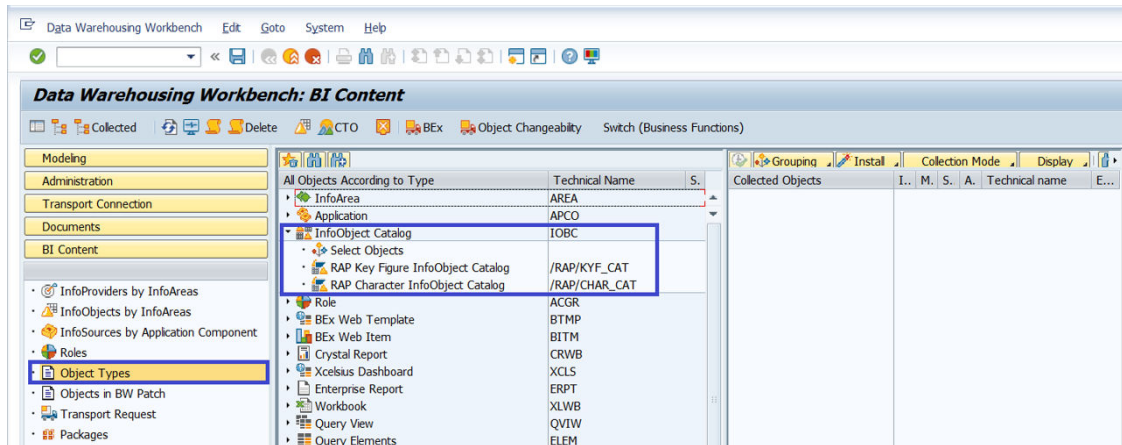 Data Warehousing Workbench Edit Goto System Help
Data Warehousing Workbench: BI Content
Collected Delete CTO BEx Object Changeability Switch (Business Functions)
Modeling
Administration
Transport Connection
Documents
BI Content
InfoProviders by InfoAreas
InfoObjects by InfoAreas
InfoSources by Application Component
Roles
Object Types
Objects in BW Patch
Transport Request
Packages
All Objects According to Type Technical Name S.
InfoArea AREA
Application APCO
InfoObject Catalog IOBC
Select Objects
RAP Key Figure InfoObject Catalog /RAP/KYF_CAT
RAP Character InfoObject Catalog /RAP/CHAR_CAT
Role ACGR
BEx Web Template BTMP
BEx Web Item BITM
Crystal Report CRWB
Xcelsius Dashboard XCLS
Enterprise Report ERPT
Workbook XLWB
Query View QVIW
Query Elements ELEM
Grouping Install Collection Mode Display
Collected Objects I.. M. S. A. Technical name E...